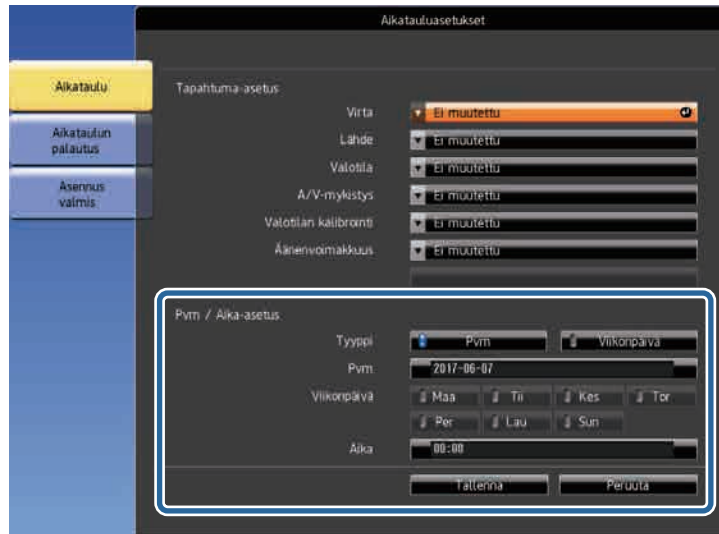 Aikatauluasetukset
Aikataulu
Aikataulun
palautus
Asennus
valmis
Tapahtuma-asetus
Virta Ei muutettu
Lähde Ei muutettu
Valotila Ei muutettu
A/V-mykistys Ei muutettu
Valotilan kalibrointi Ei muutettu
Äänenvoimakkuus Ei muutettu
Pvm / Aika-asetus
Tyyppi Pvm Viikonpäivä
Pvm 2017-06-07
Viikonpäivä Maa Tii Kes Tor
Per Lau Sun
Aika 00:00
Tallenna Peruuta